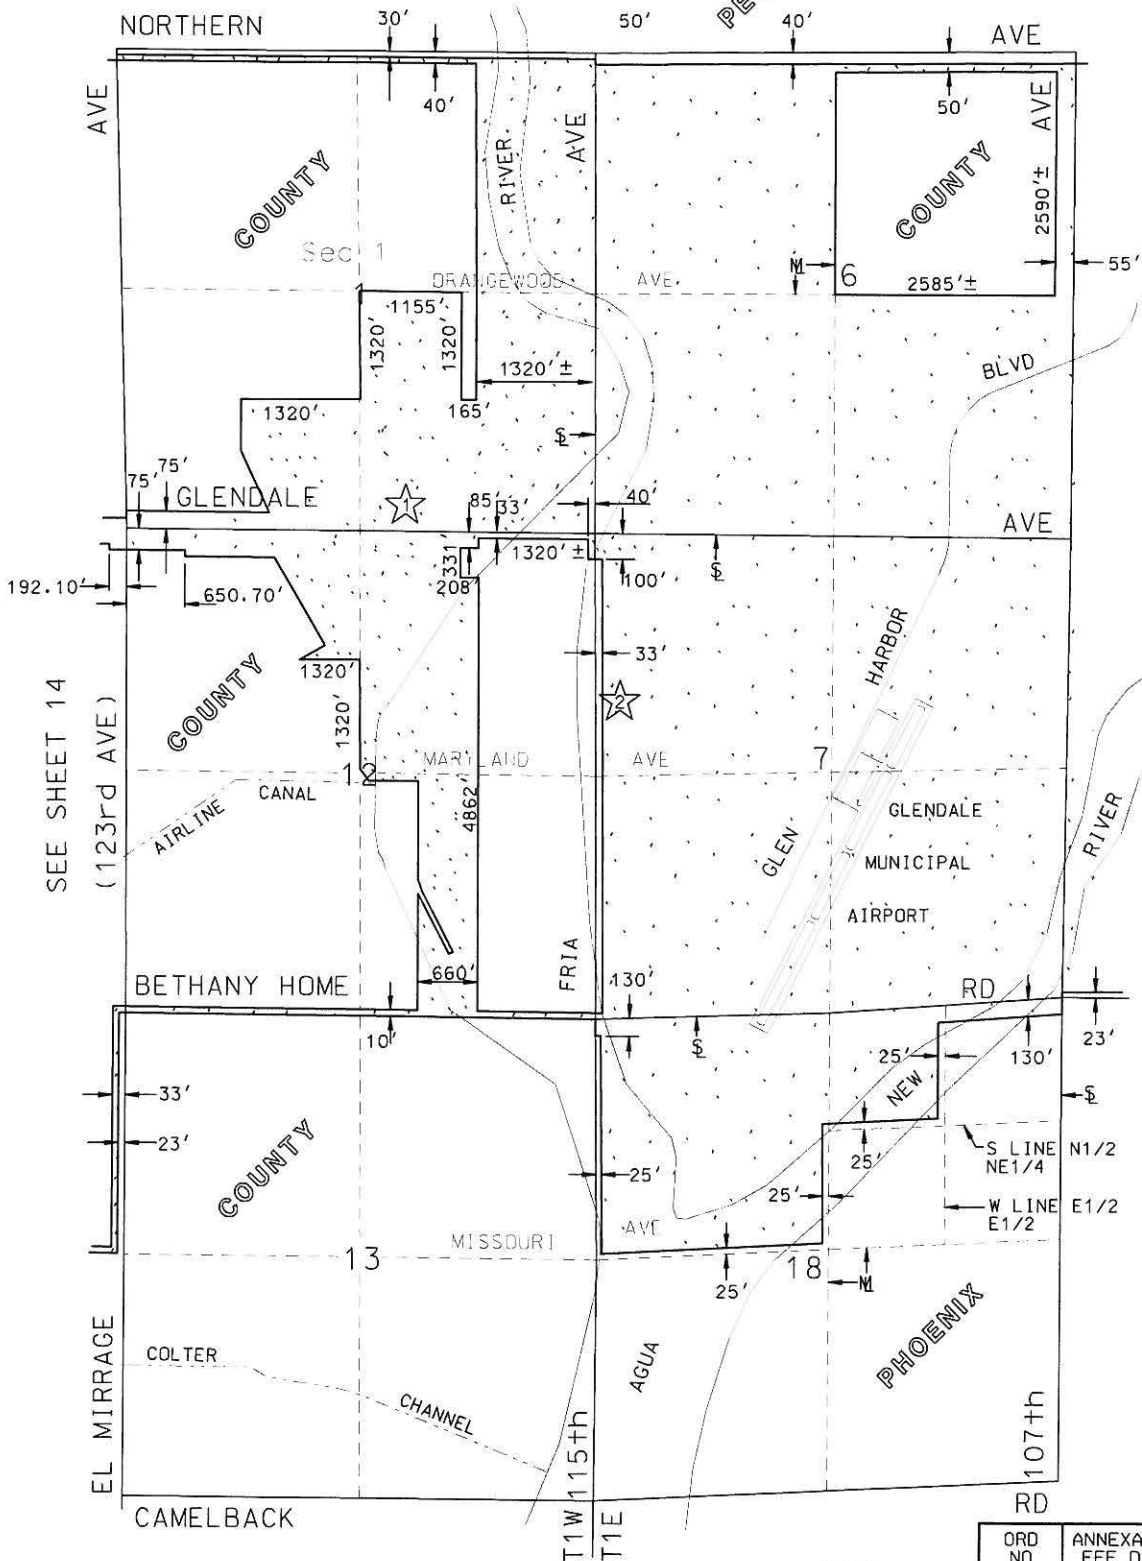 NORTHERN
30'
50'
40'
AVE
PE
40'
50'
AVE
AVE
AVE
RIVER
COUNTY
COUNTY
2590'±
Sec 1
6
55'
ORANGEWOOD AVE.
2585'±
1155'
1320'
1320'
1320'±
BLVD
1320'
165'
75'
75'
GLENDALE
1
85'
33'
40'
AVE
331'
1320'±
100'
192.10'
650.70'
208'
33'
HARBOR
1320'
COUNTY
2
1320'
SEE SHEET 14
(123rd AVE)
12
MARYLAND AVE
7
CANAL
AIRLINE
4862'
GLENDALE
MUNICIPAL
AIRPORT
GLEN
RIVER
FRIA
660'
130'
BETHANY HOME
RD
10'
25'
130'
23'
NEW
33'
23'
COUNTY
25'
25'
25'
S LINE N1/2
NE1/4
W LINE E1/2
E1/2
MISSOURI AVE
13
25'
18
PHOENIX
COLTER
CHANNEL
AGUA
EL MIRRAGE
115th
107th
T1W
T1E
CAMELBACK
RD
ORD
NO
ANNEXA
EFF D